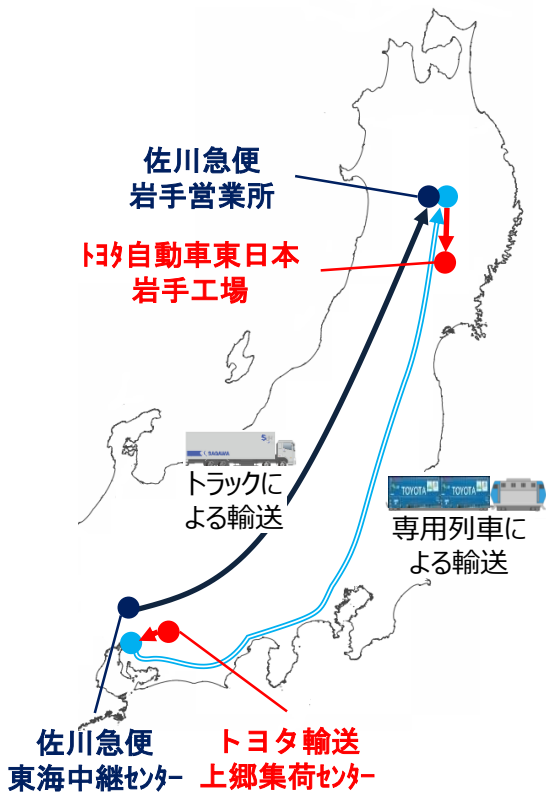 佐川急便
岩手営業所
ﾄﾖﾀ自動車東日本
岩手工場
SAGAWA
トラックに
よる輸送
TOYOTA
TOYOTA
専用列車に
よる輸送
佐川急便
東海中継ｾﾝﾀｰ
トヨタ輸送
上郷集荷ｾﾝﾀｰ